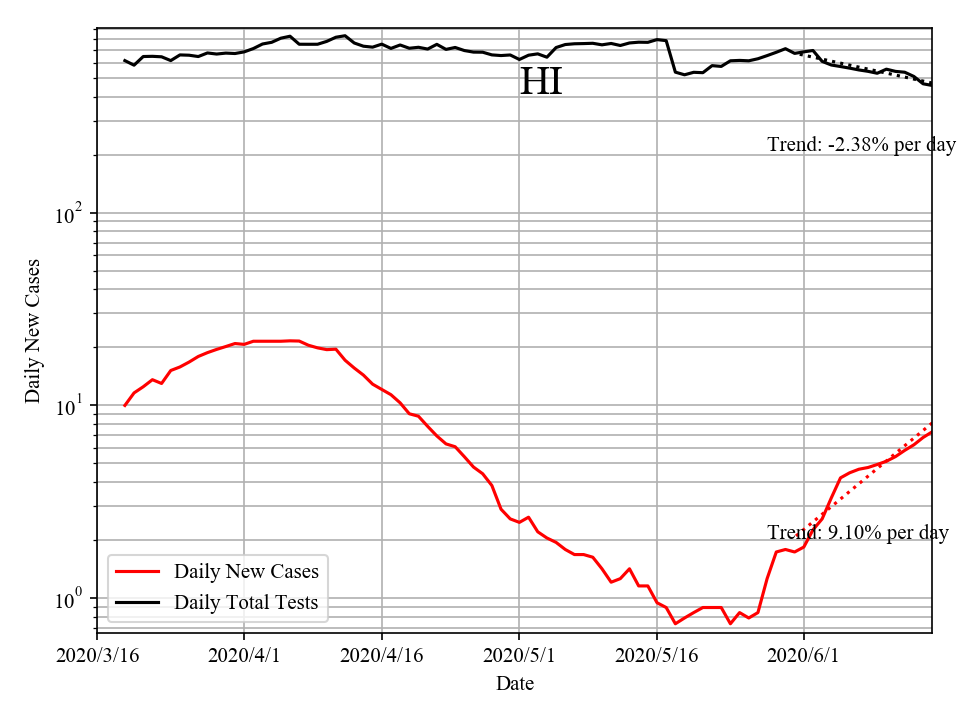 HI
Trend: -2.38% per day
10²
10¹
10⁰
Daily New Cases
Trend: 9.10% per day
Daily New Cases
Daily Total Tests
2020/3/16 2020/4/1 2020/4/16 2020/5/1 2020/5/16 2020/6/1
Date